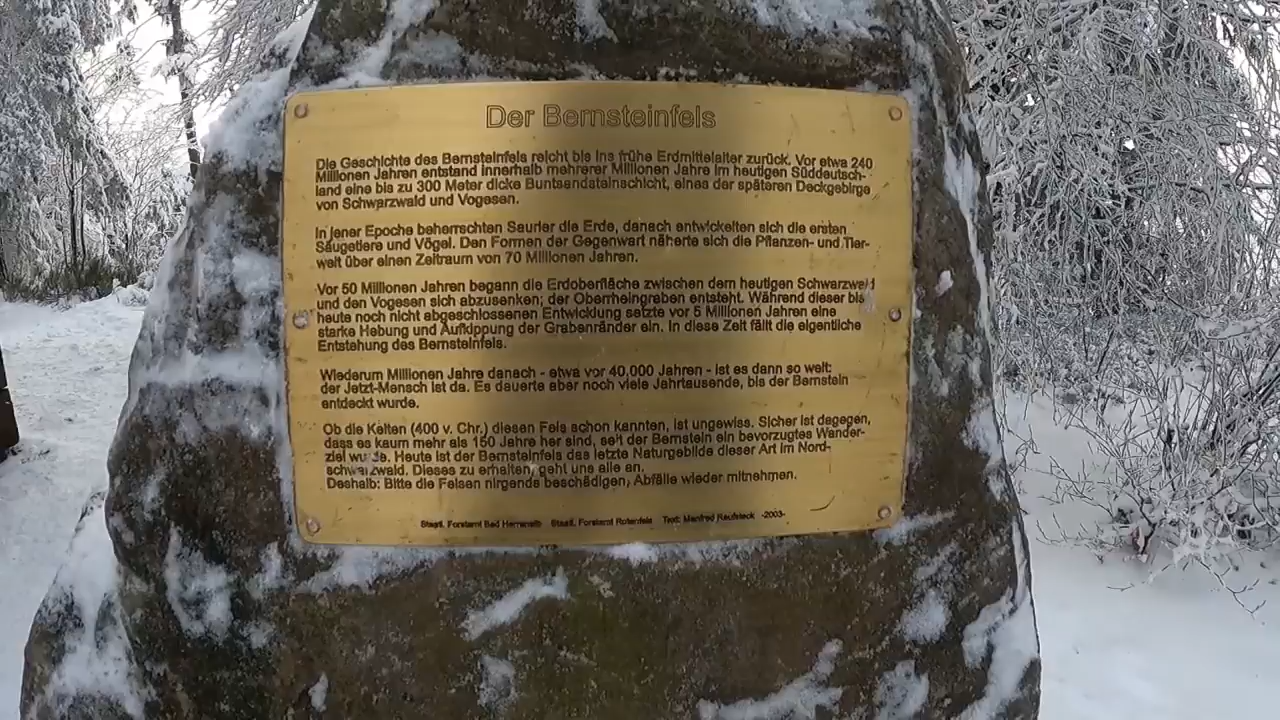 Der Bernsteinfels
Die Geschichte des Bernsteinfels reicht bis ins frühe Erdmittelalter zurück. Vor etwa 240
Millionen Jahren entstand innerhalb mehrerer Millionen Jahre im heutigen Süddeutsch-
land eine bis zu 300 Meter dicke Buntsandsteinschicht, eines der späteren Deckgebirge
von Schwarzwald und Vogesen.
In jener Epoche beherrschten Saurier die Erde, danach entwickelten sich die ersten
Säugetiere und Vögel. Den Formen der Gegenwart näherte sich die Pflanzen- und Tier-
welt über einen Zeitraum von 70 Millionen Jahren.
Vor 50 Millionen Jahren begann die Erdoberfläche zwischen dem heutigen Schwarzwald
und den Vogesen sich abzusenken; der Oberrheingraben entsteht. Während dieser bis
heute noch nicht abgeschlossenen Entwicklung setzte vor 5 Millionen Jahren eine
starke Hebung und Aufkippung der Grabenränder ein. In diese Zeit fällt die eigentliche
Entstehung des Bernsteinfels.
Wiederum Millionen Jahre danach - etwa vor 40.000 Jahren - ist es dann so weit:
der Jetzt-Mensch ist da. Es dauerte aber noch viele Jahrtausende, bis der Bernstein
entdeckt wurde.
Ob die Kelten (400 v. Chr.) diesen Fels schon kannten, ist ungewiss. Sicher ist dagegen,
dass es kaum mehr als 150 Jahre her sind, seit der Bernstein ein bevorzugtes Wander-
ziel wurde. Heute ist der Bernsteinfels das letzte Naturgebilde dieser Art im Nord-
schwarzwald. Dieses zu erhalten, geht uns alle an.
Deshalb: Bitte die Felsen nirgends beschädigen, Abfälle wieder mitnehmen.
Staatl. Forstamt Bad Herrenalb Staatl. Forstamt Rotenfels Text: Manfred -2003-